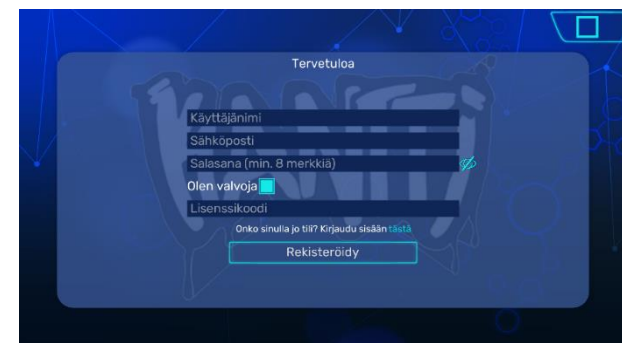 Tervetuloa
Käyttäjänimi
Sähköposti
Salasana (min. 8 merkkiä)
Olen valvoja
Lisenssikoodi
Onko sinulla jo tili? Kirjaudu sisään tästä
Rekisteröidy